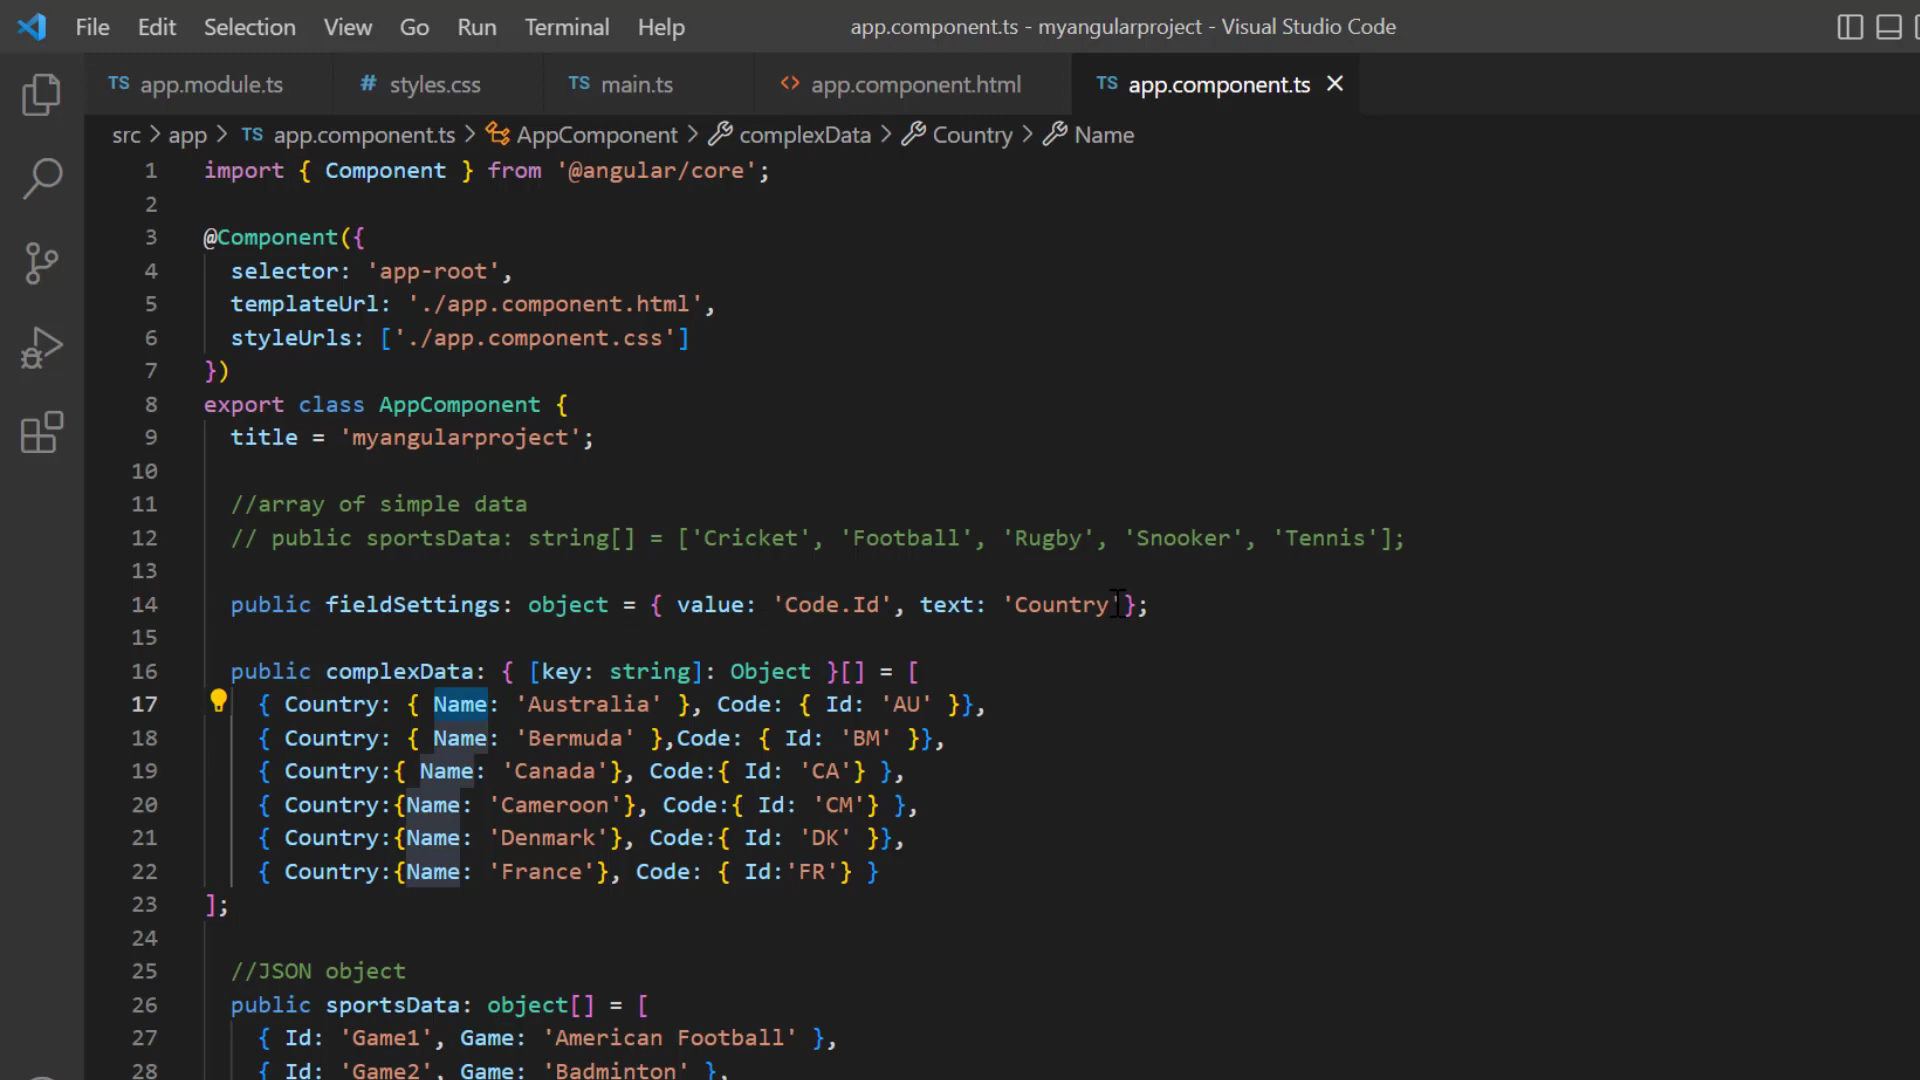 File Edit Selection View Go Run Terminal Help app.component.ts - myangularproject - Visual Studio Code
TS app.module.ts # styles.css TS main.ts <> app.component.html TS app.component.ts ×
src > app > TS app.component.ts > AppComponent > complexData > Country > Name
1 import { Component } from '@angular/core';
2
3 @Component({
4 selector: 'app-root',
5 templateUrl: './app.component.html',
6 styleUrls: ['./app.component.css']
7 })
8 export class AppComponent {
9 title = 'myangularproject';
10
11 //array of simple data
12 // public sportsData: string[] = ['Cricket', 'Football', 'Rugby', 'Snooker', 'Tennis'];
13
14 public fieldSettings: object = { value: 'Code.Id', text: 'Country'};
15
16 public complexData: { [key: string]: Object }[] = [
17 { Country: { Name: 'Australia' }, Code: { Id: 'AU' }},
18 { Country: { Name: 'Bermuda' },Code: { Id: 'BM' }},
19 { Country:{ Name: 'Canada'}, Code:{ Id: 'CA'} },
20 { Country:{Name: 'Cameroon'}, Code:{ Id: 'CM'} },
21 { Country:{Name: 'Denmark'}, Code:{ Id: 'DK' }},
22 { Country:{Name: 'France'}, Code: { Id:'FR'} }
23 ];
24
25 //JSON object
26 public sportsData: object[] = [
27 { Id: 'Game1', Game: 'American Football' },
28 { Id: 'Game2', Game: 'Badminton' },